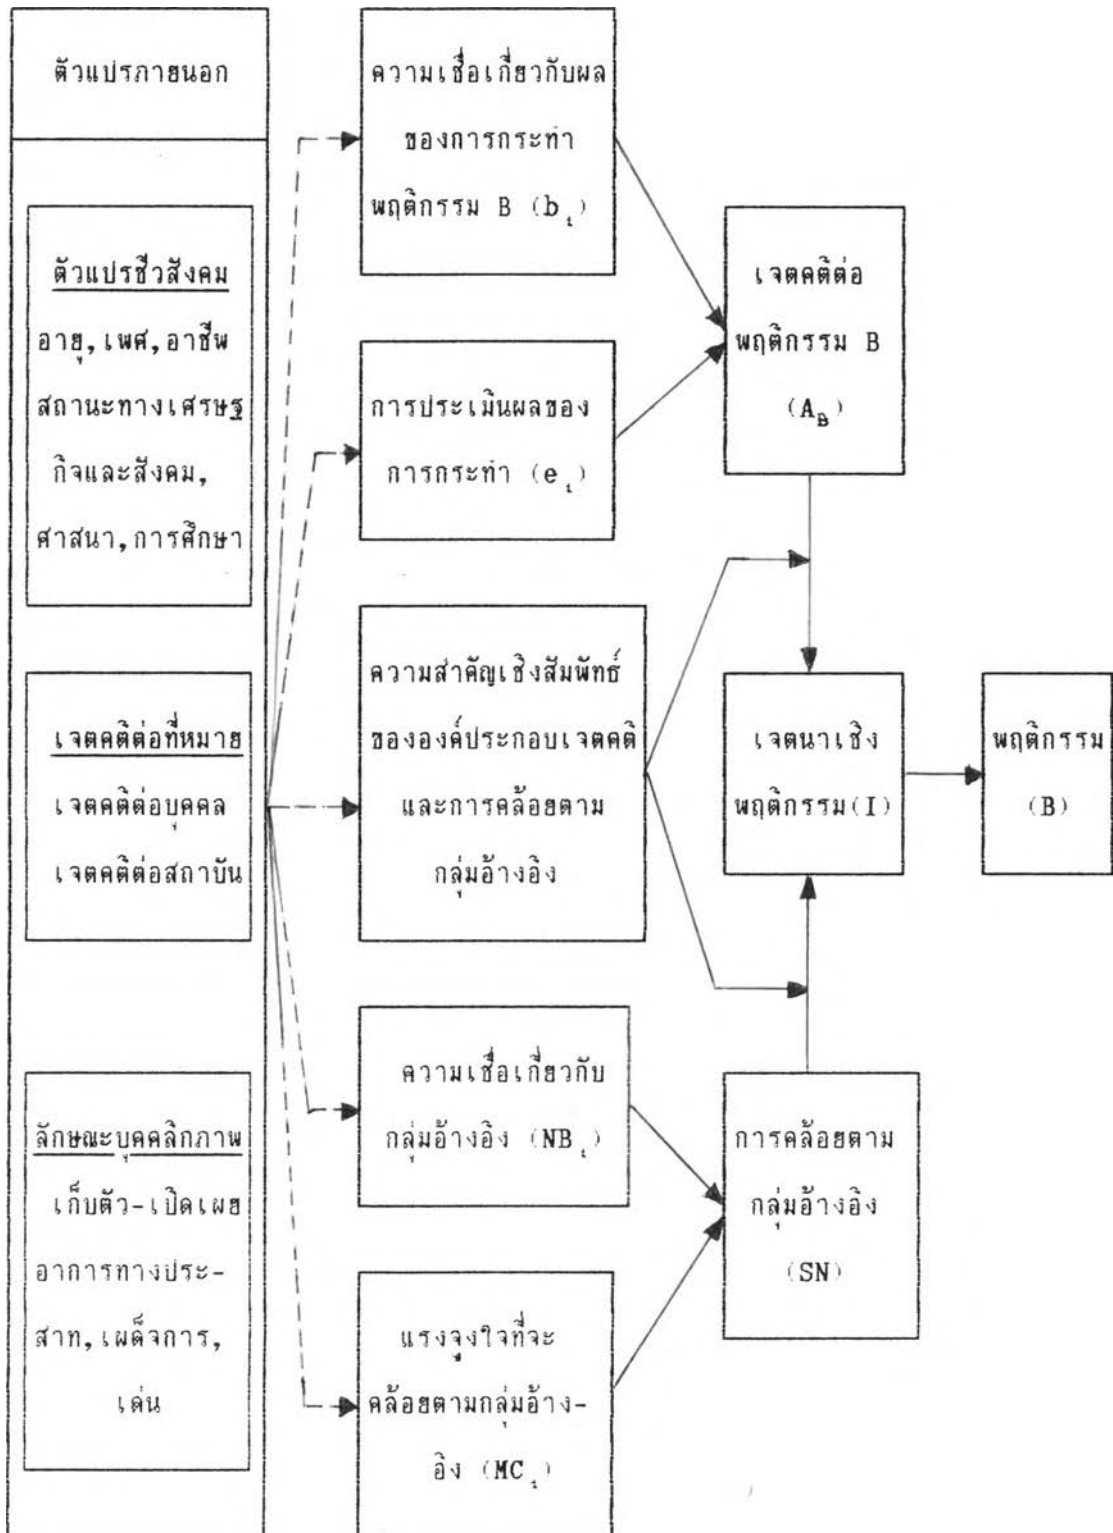 ตัวแปรภายนอก
ตัวแปรชีวสังคม
อายุ,เพศ,อาชีพ
สถานะทางเศรษฐ
กิจและสังคม,
ศาสนา,การศึกษา
เจตคติต่อที่หมาย
เจตคติต่อบุคคล
เจตคติต่อสถาบัน
ลักษณะบุคคลิกภาพ
เก็บตัว-เปิดเผย
อาการทางประ-
สาท,เผด็จการ,
เด่น
ความเชื่อเกี่ยวกับผล
ของการกระทำ
พฤติกรรม B (b_i)
การประเมินผลของ
การกระทำ (e_i)
ความสำคัญเชิงสัมพัทธ์
ขององค์ประกอบเจตคติ
และการคล้อยตาม
กลุ่มอ้างอิง
ความเชื่อเกี่ยวกับ
กลุ่มอ้างอิง (NB_i)
แรงจูงใจที่จะ
คล้อยตามกลุ่มอ้าง-
อิง (MC_i)
เจตคติต่อ
พฤติกรรม B
(A_B)
เจตนาเชิง
พฤติกรรม(I)
การคล้อยตาม
กลุ่มอ้างอิง
(SN)
พฤติกรรม
(B)